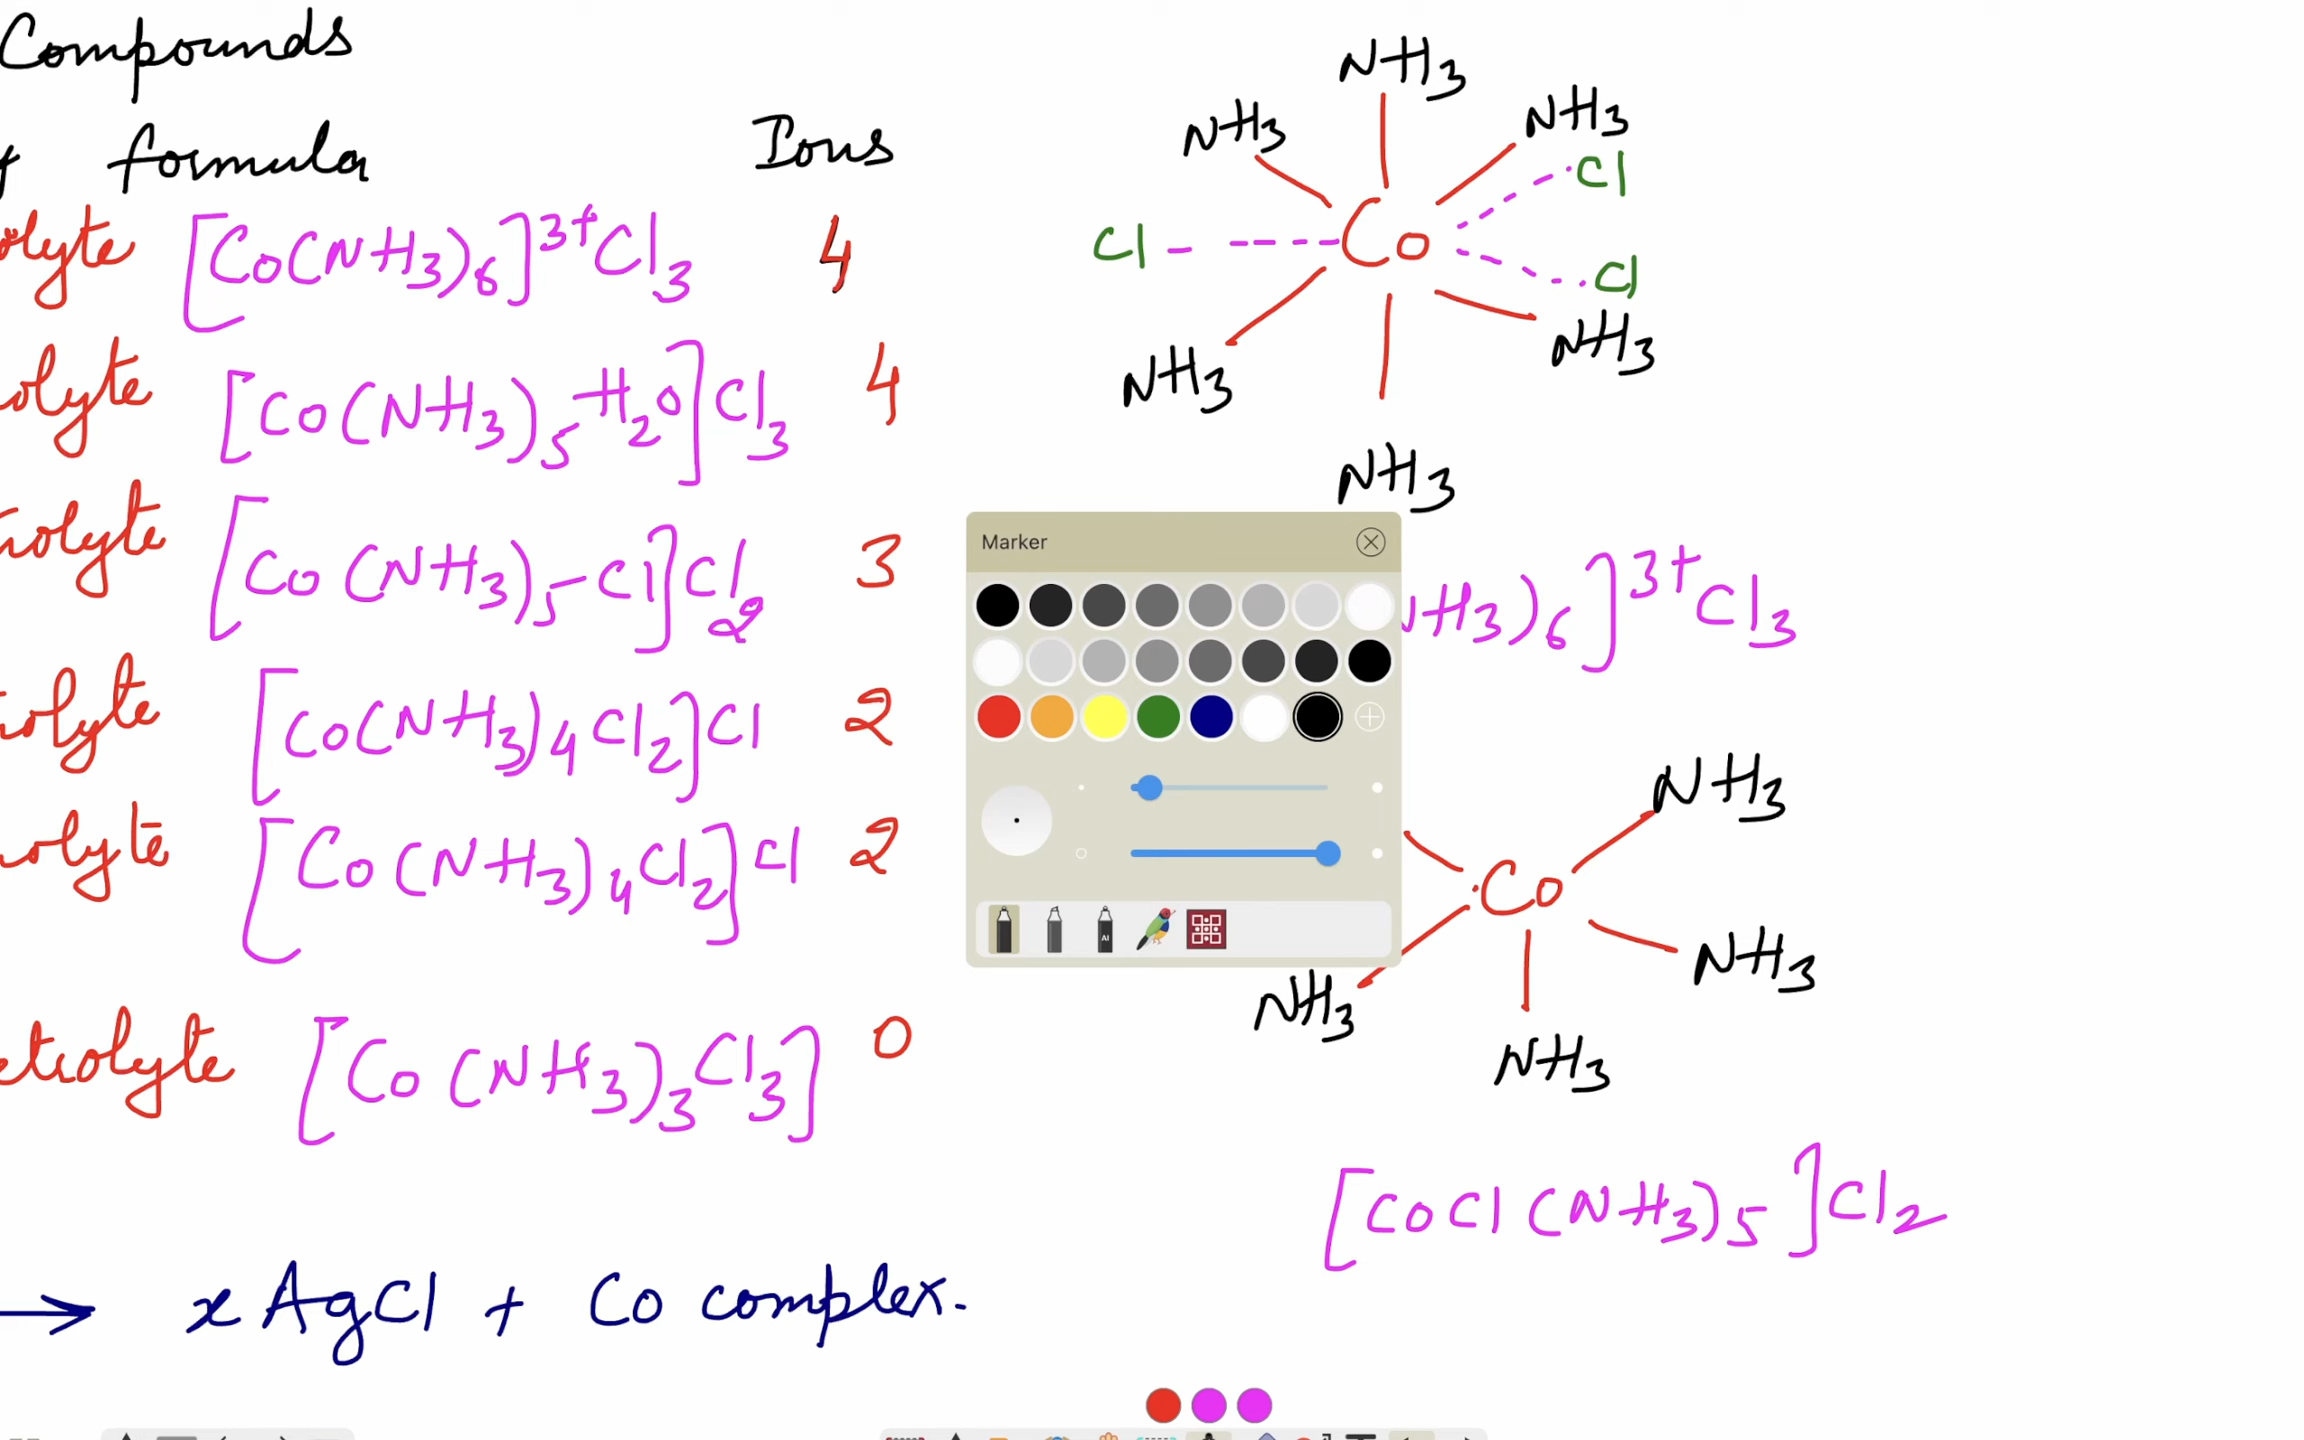 Compounds
formula Ions
[Co(NH3)6]3+Cl3 4
[Co(NH3)5H2O]Cl3 4
[Co(NH3)5-Cl]Cl2 3
[Co(NH3)4Cl2]Cl 2
[Co(NH3)4Cl2]Cl 2
[Co(NH3)3Cl3] 0
→ x AgCl + Co complex.
NH3
NH3 NH3
Cl
Cl Co
Cl
NH3 NH3
NH3
Marker
H3)6]3+Cl3
AI
NH3
Co
NH3 NH3
NH3
[CoCl(NH3)5]Cl2